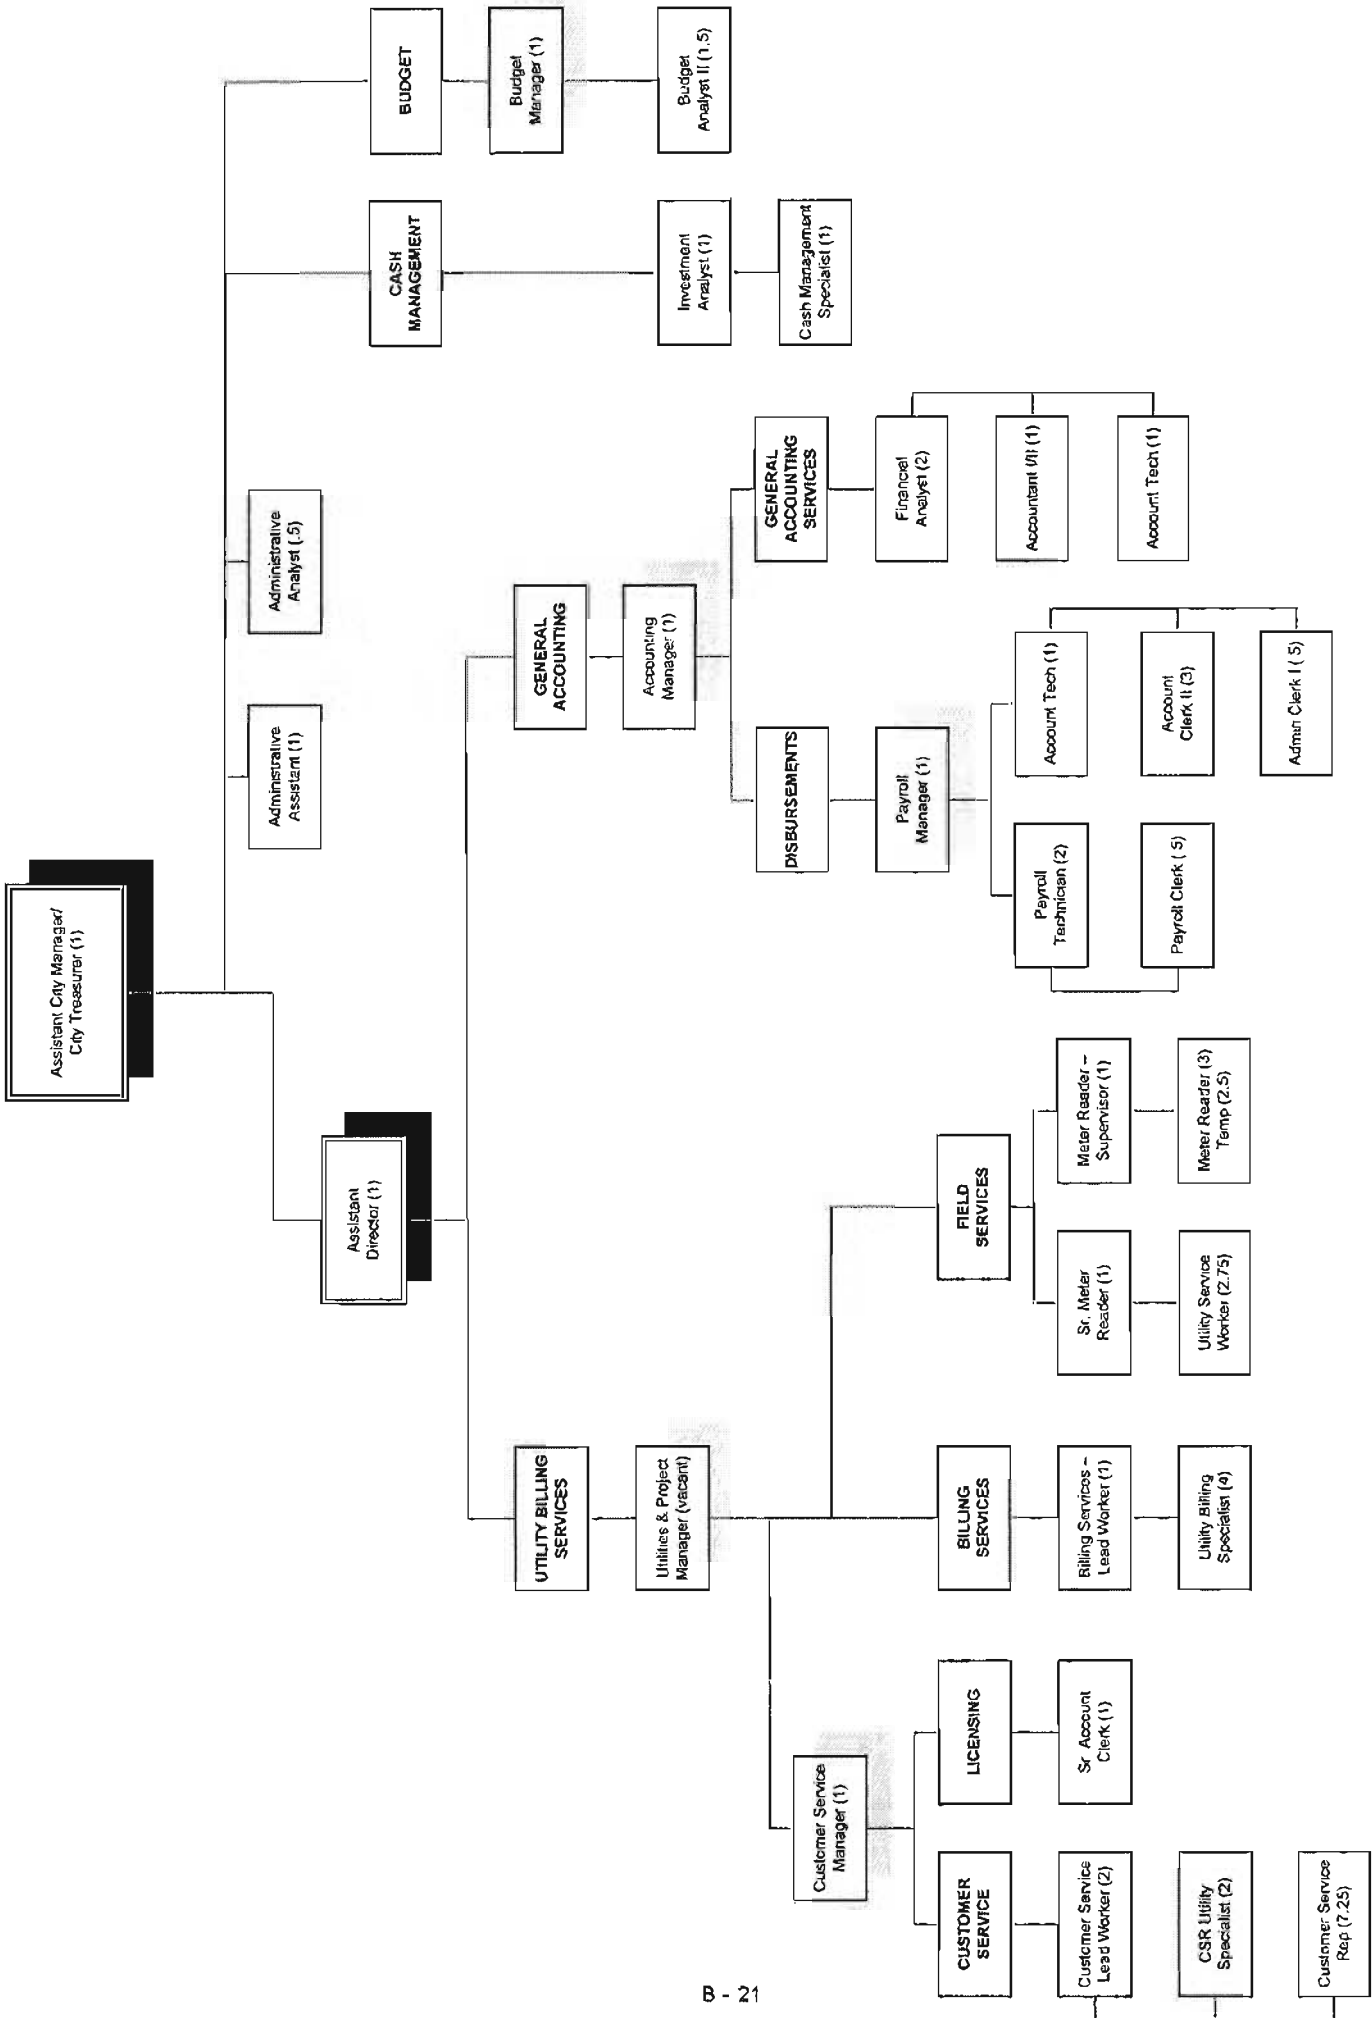 Assistant City Manager/
City Treasurer (1)
Administrative
Assistant (1)
Administrative
Analyst (.5)
Assistant
Director (1)
CASH
MANAGEMENT
BUDGET
Budget
Manager (1)
Investment
Analyst (1)
Budget
Analyst II (1.5)
Cash Management
Specialist (1)
UTILITY BILLING
SERVICES
GENERAL
ACCOUNTING
Utilities & Project
Manager (vacant)
Accounting
Manager (1)
DISBURSEMENTS
GENERAL
ACCOUNTING
SERVICES
Customer Service
Manager (1)
Payroll
Manager (1)
Financial
Analyst (2)
CUSTOMER
SERVICE
LICENSING
BILLING
SERVICES
FIELD
SERVICES
Payroll
Technician (2)
Account Tech (1)
Accountant I/II (1)
Customer Service
Lead Worker (2)
Sr Account
Clerk (1)
Billing Services –
Lead Worker (1)
Sr. Meter
Reader (1)
Meter Reader –
Supervisor (1)
Payroll Clerk ( 5)
Account
Clerk II (3)
Account Tech (1)
CSR Utility
Specialist (2)
Utility Billing
Specialist (4)
Utility Service
Worker (2.75)
Meter Reader (3)
Temp (2.5)
Admin Clerk I ( 5)
Customer Service
Rep (7.25)
B - 21